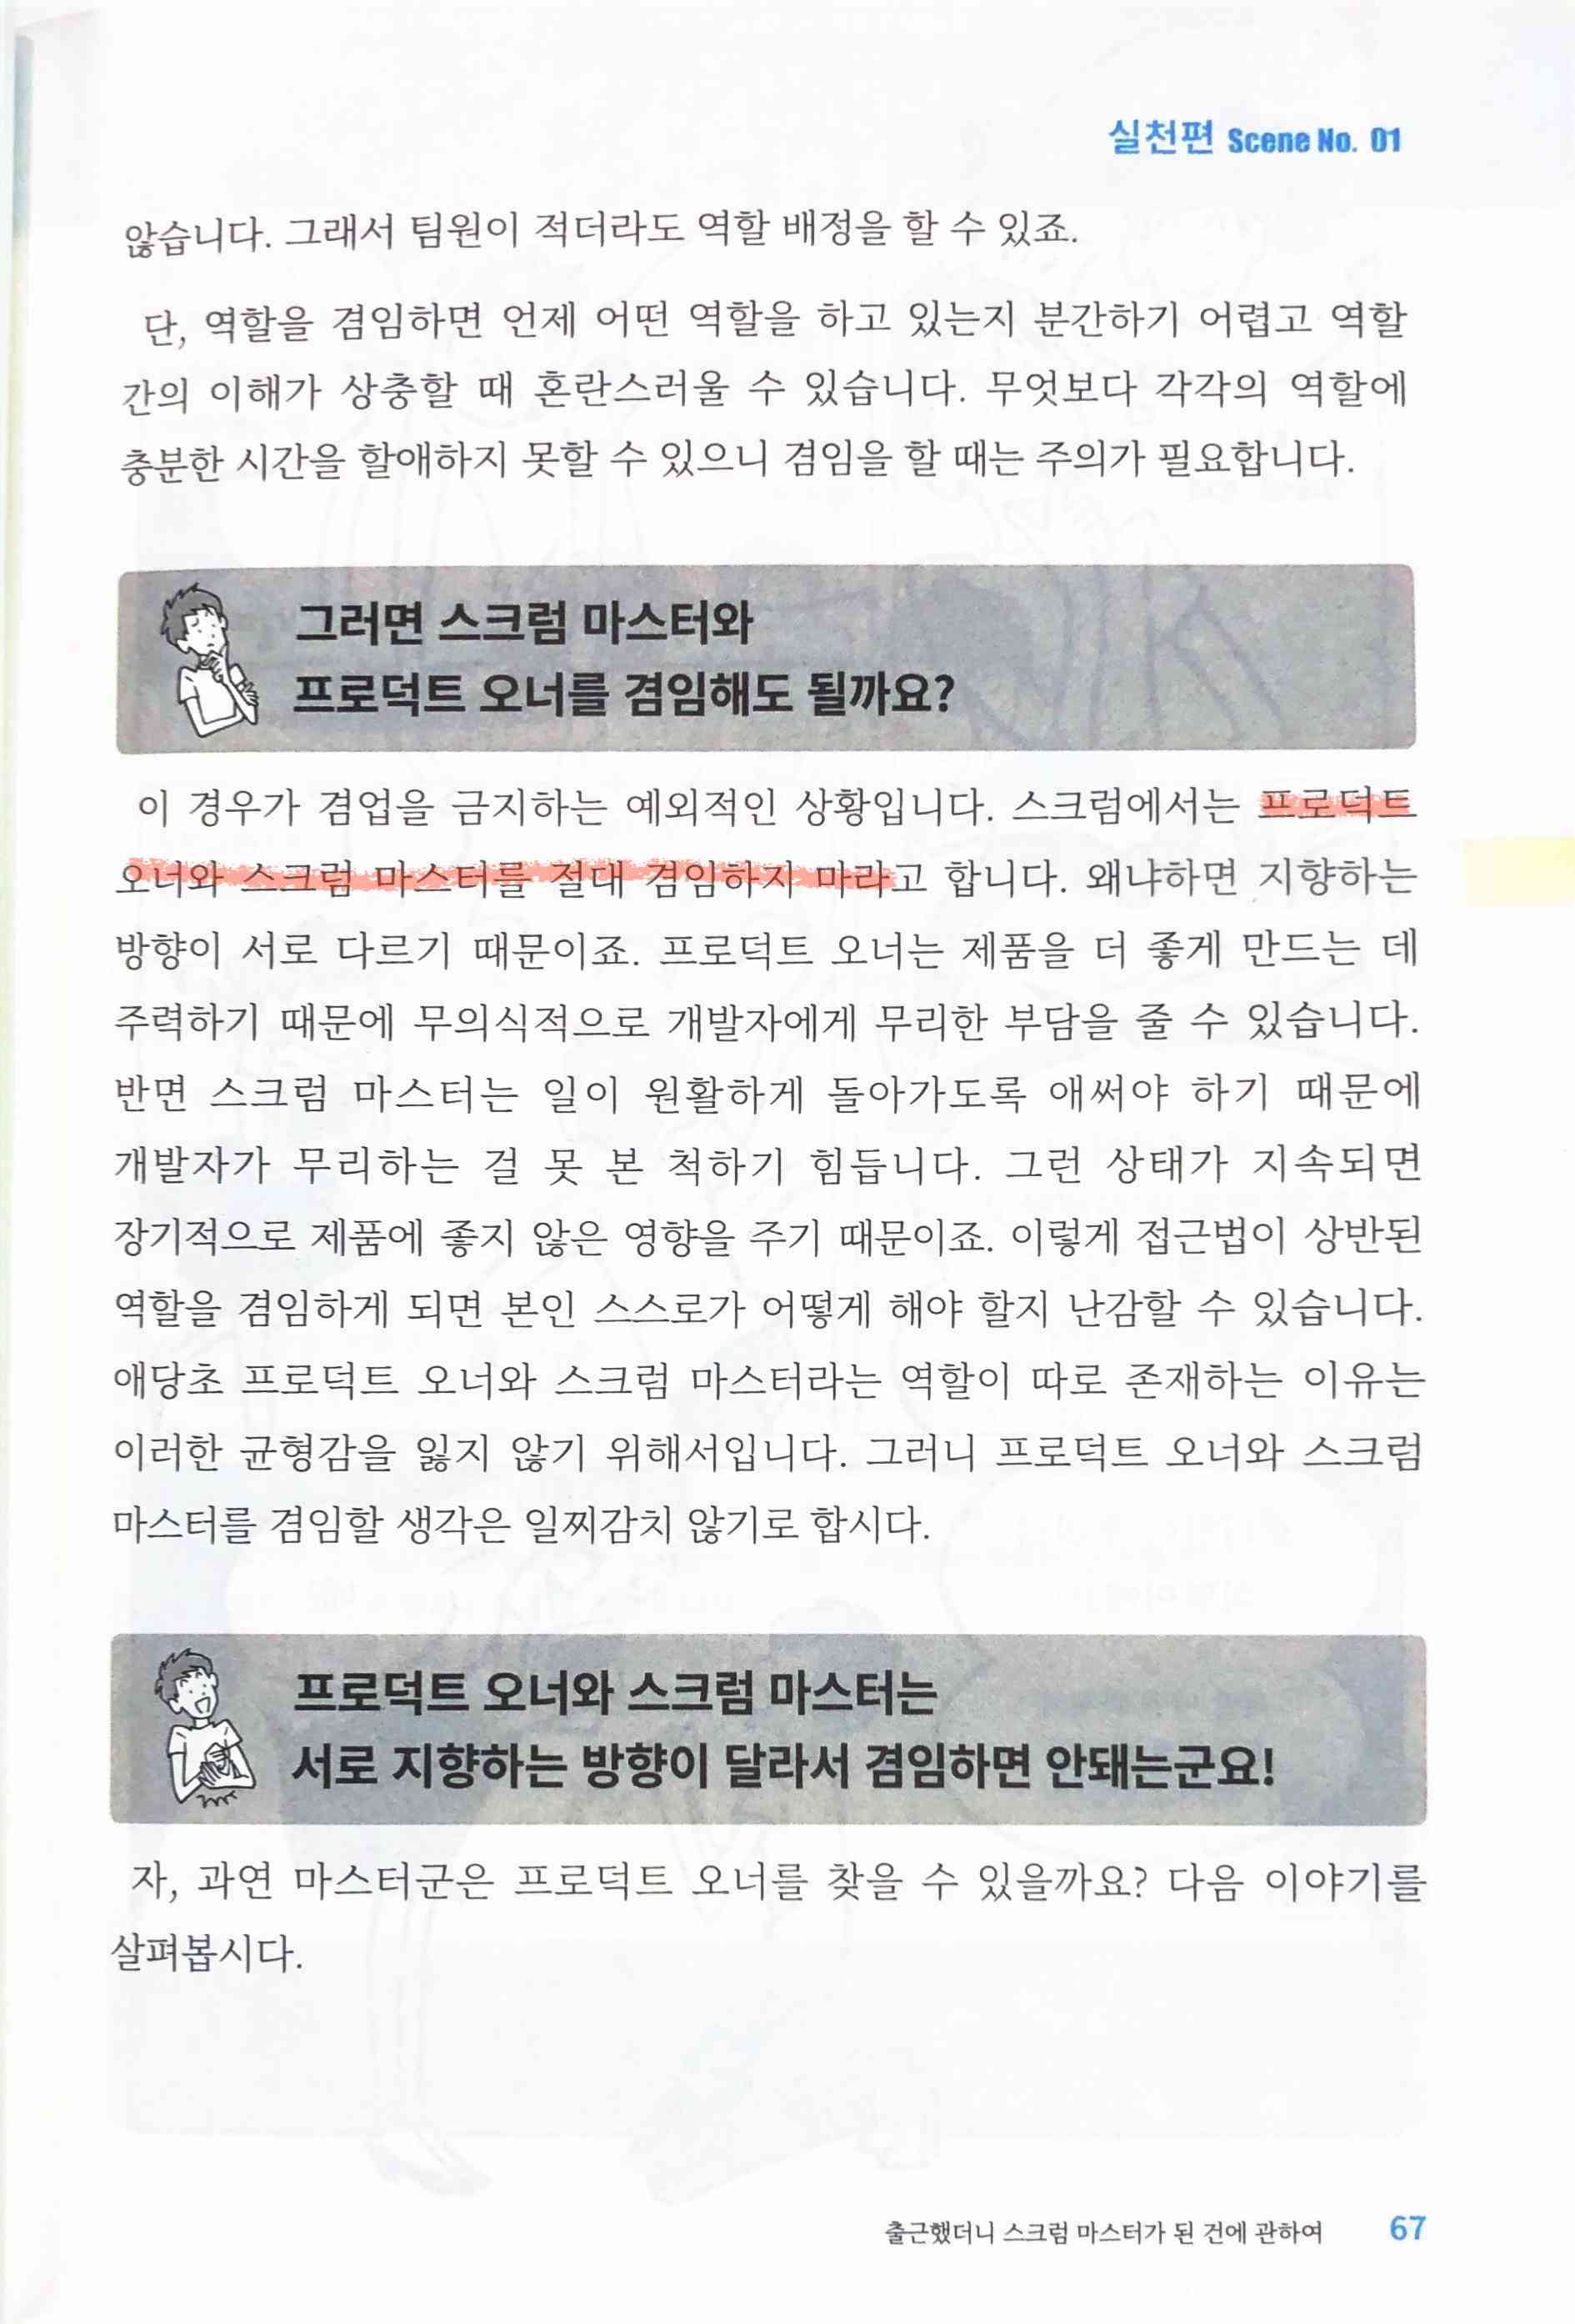 실천편 Scene No. 01
않습니다. 그래서 팀원이 적더라도 역할 배정을 할 수 있죠.
단, 역할을 겸임하면 언제 어떤 역할을 하고 있는지 분간하기 어렵고 역할
간의 이해가 상충할 때 혼란스러울 수 있습니다. 무엇보다 각각의 역할에
충분한 시간을 할애하지 못할 수 있으니 겸임을 할 때는 주의가 필요합니다.
그러면 스크럼 마스터와
프로덕트 오너를 겸임해도 될까요?
이 경우가 겸업을 금지하는 예외적인 상황입니다. 스크럼에서는 프로덕트
오너와 스크럼 마스터를 절대 겸임하지 마라고 합니다. 왜냐하면 지향하는
방향이 서로 다르기 때문이죠. 프로덕트 오너는 제품을 더 좋게 만드는 데
주력하기 때문에 무의식적으로 개발자에게 무리한 부담을 줄 수 있습니다.
반면 스크럼 마스터는 일이 원활하게 돌아가도록 애써야 하기 때문에
개발자가 무리하는 걸 못 본 척하기 힘듭니다. 그런 상태가 지속되면
장기적으로 제품에 좋지 않은 영향을 주기 때문이죠. 이렇게 접근법이 상반된
역할을 겸임하게 되면 본인 스스로가 어떻게 해야 할지 난감할 수 있습니다.
애당초 프로덕트 오너와 스크럼 마스터라는 역할이 따로 존재하는 이유는
이러한 균형감을 잃지 않기 위해서입니다. 그러니 프로덕트 오너와 스크럼
마스터를 겸임할 생각은 일찌감치 않기로 합시다.
프로덕트 오너와 스크럼 마스터는
서로 지향하는 방향이 달라서 겸임하면 안돼는군요!
자, 과연 마스터군은 프로덕트 오너를 찾을 수 있을까요? 다음 이야기를
살펴봅시다.
출근했더니 스크럼 마스터가 된 건에 관하여 67